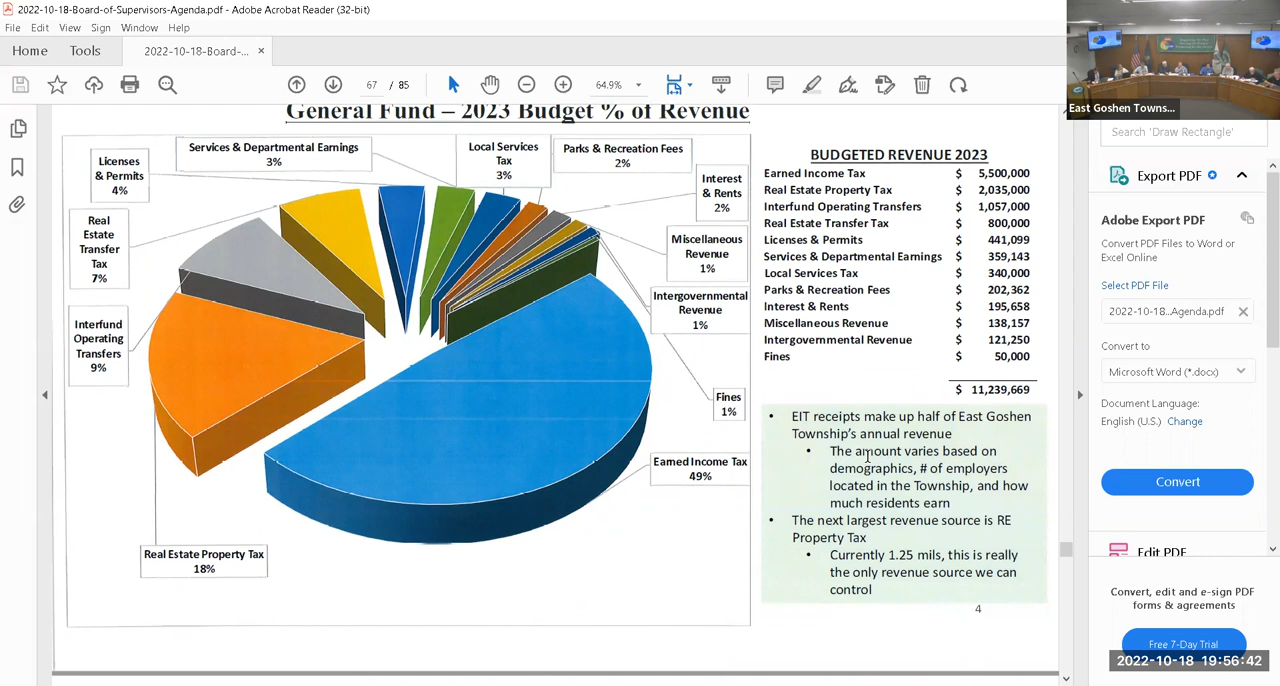 2022-10-18-Board-of-Supervisors-Agenda.pdf - Adobe Acrobat Reader (32-bit)
File Edit View Sign Window Help
Home Tools 2022-10-18-Board-... ×
67 / 85 64.9%
East Goshen Towns...
General Fund – 2023 Budget % of Revenue
Licenses
& Permits
4%
Services & Departmental Earnings
3%
Local Services
Tax
3%
Parks & Recreation Fees
2%
Interest
& Rents
2%
Real
Estate
Transfer
Tax
7%
Miscellaneous
Revenue
1%
Intergovernmental
Revenue
1%
Interfund
Operating
Transfers
9%
Fines
1%
Earned Income Tax
49%
Real Estate Property Tax
18%
BUDGETED REVENUE 2023
Earned Income Tax $ 5,500,000
Real Estate Property Tax $ 2,035,000
Interfund Operating Transfers $ 1,057,000
Real Estate Transfer Tax $ 800,000
Licenses & Permits $ 441,099
Services & Departmental Earnings $ 359,143
Local Services Tax $ 340,000
Parks & Recreation Fees $ 202,362
Interest & Rents $ 195,658
Miscellaneous Revenue $ 138,157
Intergovernmental Revenue $ 121,250
Fines $ 50,000
$ 11,239,669
• EIT receipts make up half of East Goshen
Township's annual revenue
• The amount varies based on
demographics, # of employers
located in the Township, and how
much residents earn
• The next largest revenue source is RE
Property Tax
• Currently 1.25 mils, this is really
the only revenue source we can
control
4
Search 'Draw Rectangle'
Export PDF
Adobe Export PDF
Convert PDF Files to Word or
Excel Online
Select PDF File
2022-10-18...Agenda.pdf
Convert to
Microsoft Word (*.docx)
Document Language:
English (U.S.) Change
Convert
Edit PDF
Convert, edit and e-sign PDF
forms & agreements
Free 7-Day Trial
2022-10-18 19:56:42